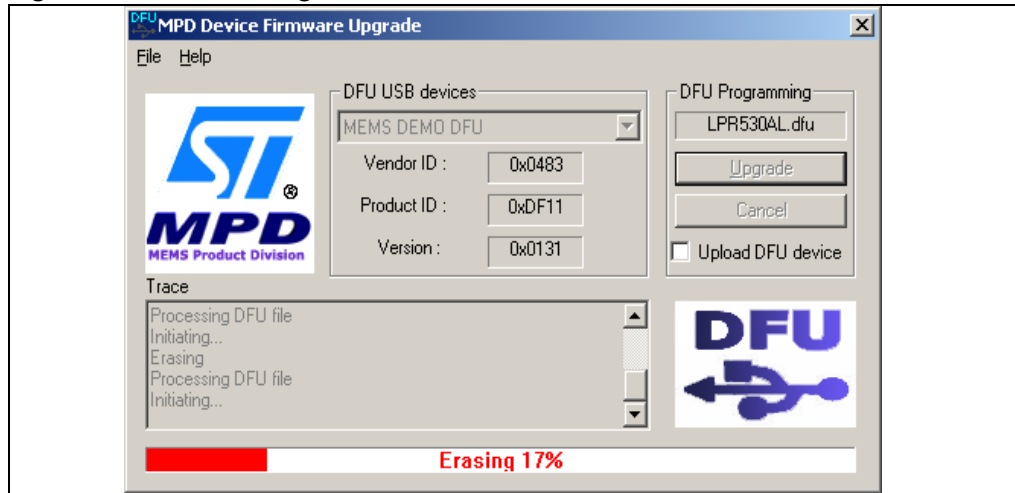 DFU MPD Device Firmware Upgrade
File Help
DFU USB devices
MEMS DEMO DFU
Vendor ID : 0x0483
Product ID : 0xDF11
Version : 0x0131
DFU Programming
LPR530AL.dfu
Upgrade
Cancel
Upload DFU device
ST ®
MPD
MEMS Product Division
Trace
Processing DFU file
Initiating...
Erasing
Processing DFU file
Initiating...
DFU
Erasing 17%